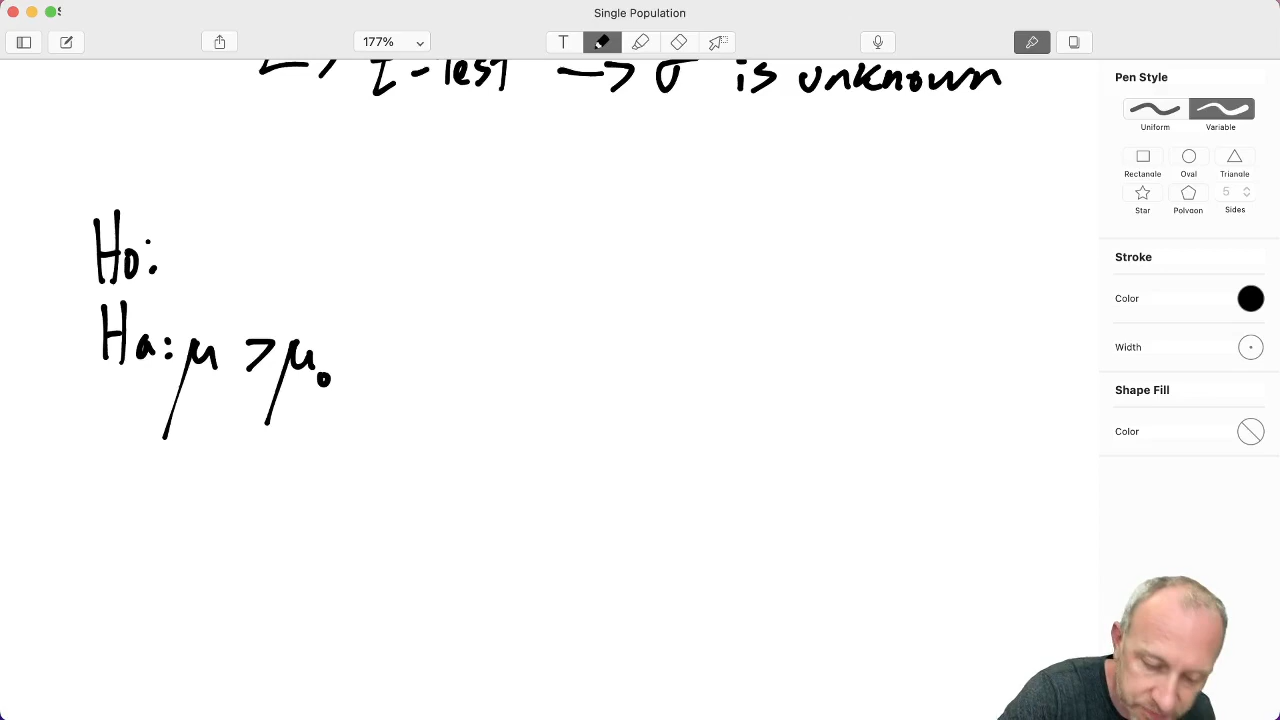 Single Population
177%
T
t-test → σ is unknown
Ho:
Ha: μ > μ₀
Pen Style
Uniform Variable
Rectangle Oval Triangle
5
Star Polygon Sides
Stroke
Color
Width
Shape Fill
Color